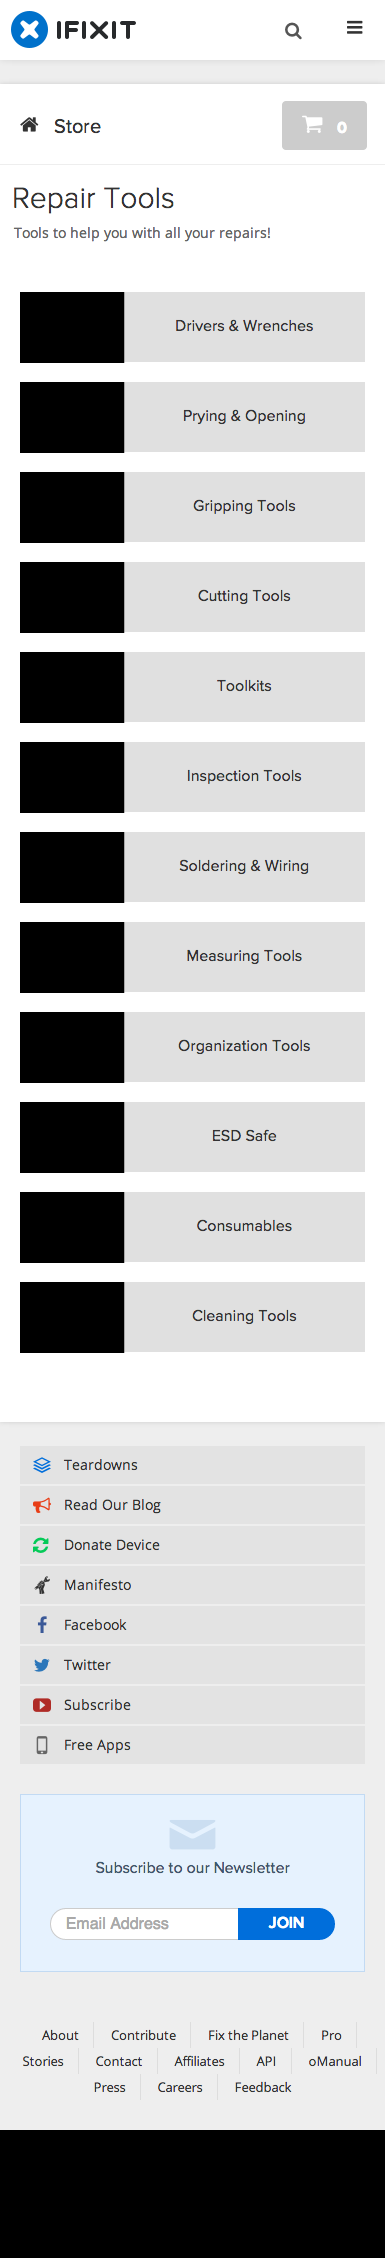 IFIXIT
Store
0
Repair Tools
Tools to help you with all your repairs!
Drivers & Wrenches
Prying & Opening
Gripping Tools
Cutting Tools
Toolkits
Inspection Tools
Soldering & Wiring
Measuring Tools
Organization Tools
ESD Safe
Consumables
Cleaning Tools
Teardowns
Read Our Blog
Donate Device
Manifesto
Facebook
Twitter
Subscribe
Free Apps
Subscribe to our Newsletter
Email Address JOIN
About Contribute Fix the Planet Pro
Stories Contact Affiliates API oManual
Press Careers Feedback